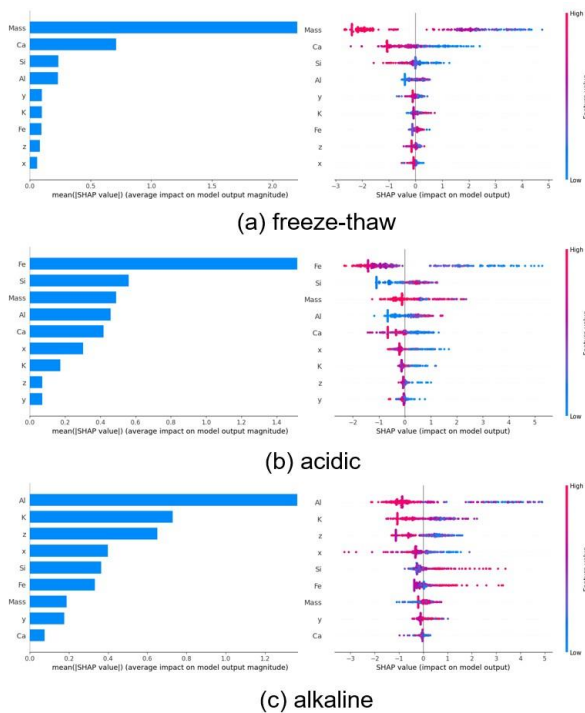 Mass
Ca
Si
Al
y
K
Fe
z
x
0.0 0.5 1.0 1.5 2.0
mean(|SHAP value|) (average impact on model output magnitude)
Mass
Ca
Si
Al
y
K
Fe
z
x
−3 −2 −1 0 1 2 3 4 5
SHAP value (impact on model output)
High
Low
(a) freeze-thaw
Fe
Si
Mass
Al
Ca
x
K
z
y
0.0 0.2 0.4 0.6 0.8 1.0 1.2 1.4
mean(|SHAP value|) (average impact on model output magnitude)
Fe
Si
Mass
Al
Ca
x
K
z
y
−2 −1 0 1 2 3 4 5
SHAP value (impact on model output)
High
Low
(b) acidic
Al
K
z
x
Si
Fe
Mass
y
Ca
0.0 0.2 0.4 0.6 0.8 1.0 1.2
mean(|SHAP value|) (average impact on model output magnitude)
Al
K
z
x
Si
Fe
Mass
y
Ca
−3 −2 −1 0 1 2 3 4 5
SHAP value (impact on model output)
High
Low
(c) alkaline